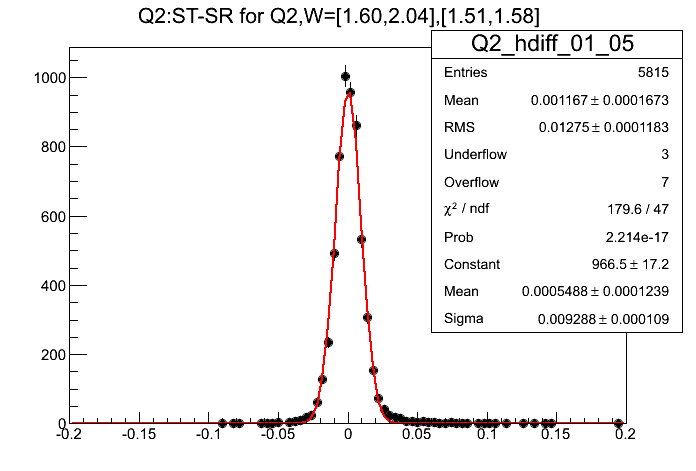 Q2:ST-SR for Q2,W=[1.60,2.04],[1.51,1.58]
Q2_hdiff_01_05
Entries 5815
Mean 0.001167 ± 0.0001673
RMS 0.01275 ± 0.0001183
Underflow 3
Overflow 7
χ² / ndf 179.6 / 47
Prob 2.214e-17
Constant 966.5 ± 17.2
Mean 0.0005488 ± 0.0001239
Sigma 0.009288 ± 0.000109
1000
800
600
400
200
0
-0.2 -0.15 -0.1 -0.05 0 0.05 0.1 0.15 0.2